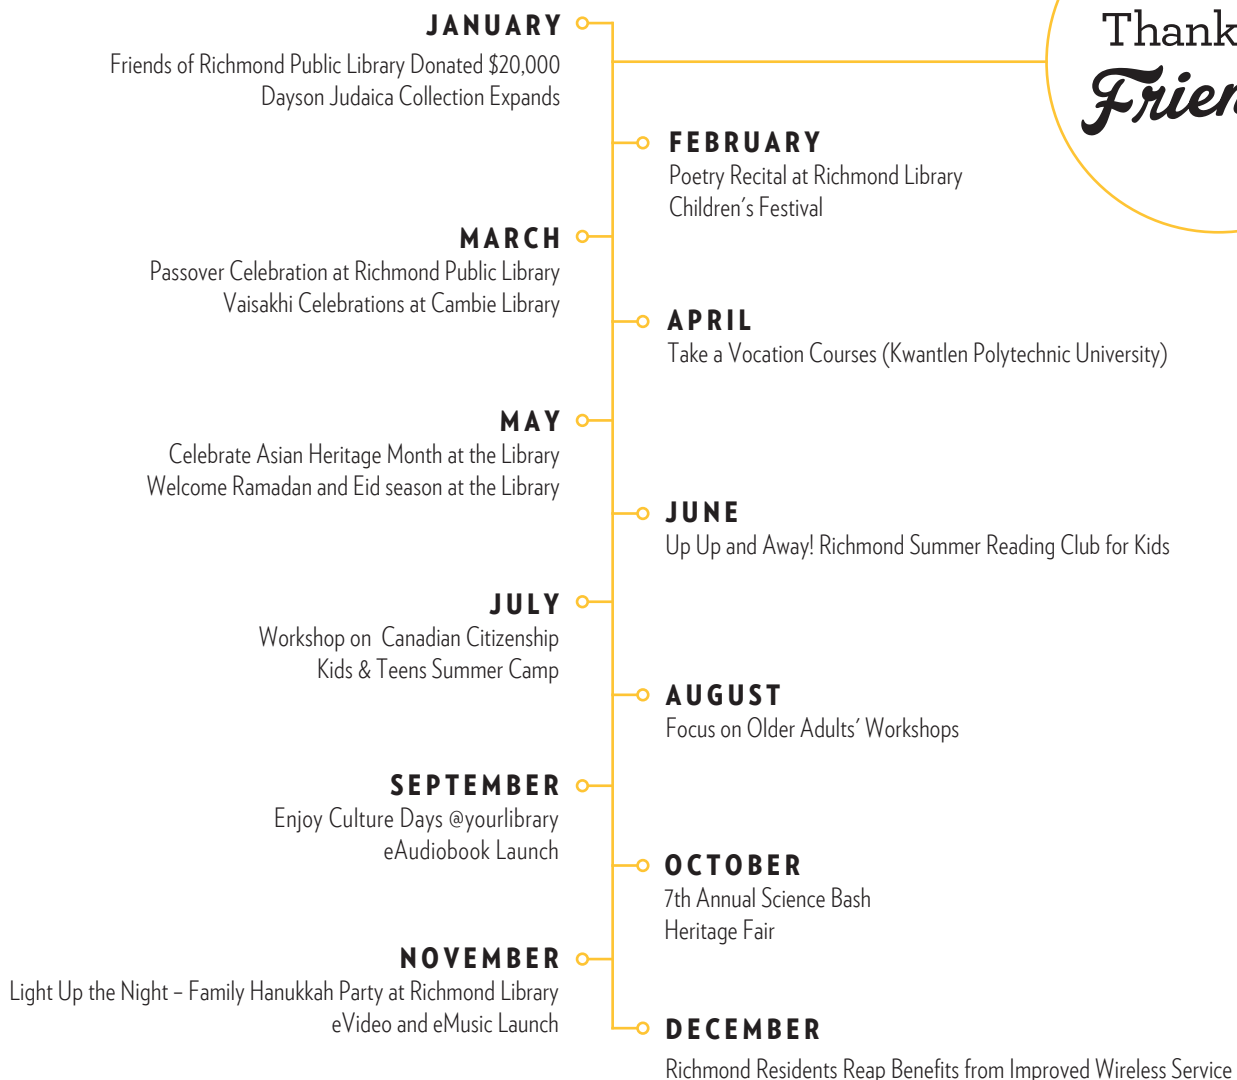 JANUARY
Friends of Richmond Public Library Donated $20,000
Dayson Judaica Collection Expands
Thank
Frien
FEBRUARY
Poetry Recital at Richmond Library
Children's Festival
MARCH
Passover Celebration at Richmond Public Library
Vaisakhi Celebrations at Cambie Library
APRIL
Take a Vocation Courses (Kwantlen Polytechnic University)
MAY
Celebrate Asian Heritage Month at the Library
Welcome Ramadan and Eid season at the Library
JUNE
Up Up and Away! Richmond Summer Reading Club for Kids
JULY
Workshop on Canadian Citizenship
Kids & Teens Summer Camp
AUGUST
Focus on Older Adults' Workshops
SEPTEMBER
Enjoy Culture Days @yourlibrary
eAudiobook Launch
OCTOBER
7th Annual Science Bash
Heritage Fair
NOVEMBER
Light Up the Night – Family Hanukkah Party at Richmond Library
eVideo and eMusic Launch
DECEMBER
Richmond Residents Reap Benefits from Improved Wireless Service